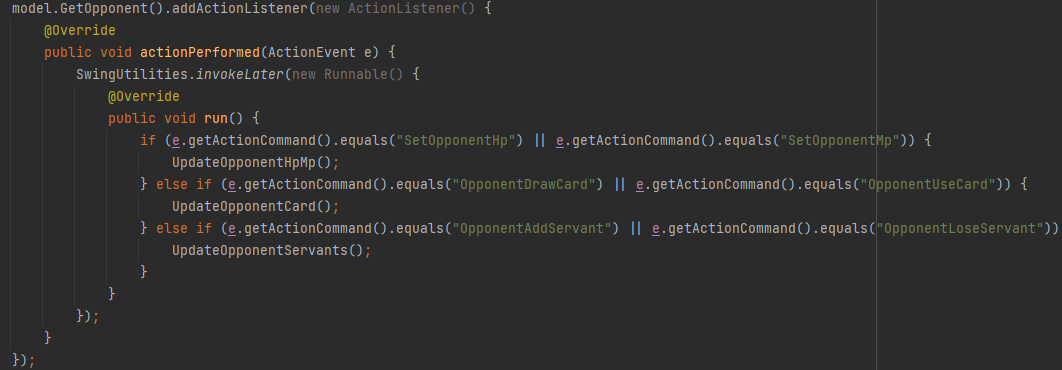 model.GetOpponent().addActionListener(new ActionListener() {
    @Override
    public void actionPerformed(ActionEvent e) {
        SwingUtilities.invokeLater(new Runnable() {
            @Override
            public void run() {
                if (e.getActionCommand().equals("SetOpponentHp") || e.getActionCommand().equals("SetOpponentMp")) {
                    UpdateOpponentHpMp();
                } else if (e.getActionCommand().equals("OpponentDrawCard") || e.getActionCommand().equals("OpponentUseCard")) {
                    UpdateOpponentCard();
                } else if (e.getActionCommand().equals("OpponentAddServant") || e.getActionCommand().equals("OpponentLoseServant"))
                    UpdateOpponentServants();
                }
            }
        });
    }
});